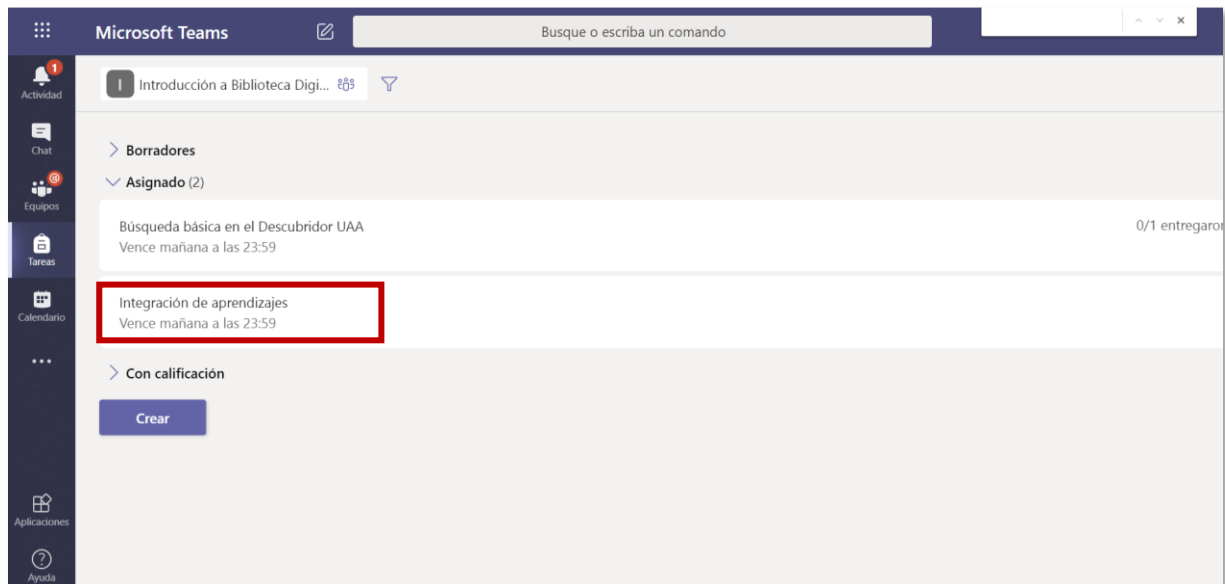 Microsoft Teams
Busque o escriba un comando
1
Actividad
Chat
@
Equipos
Tareas
Calendario
Aplicaciones
Ayuda
I Introducción a Biblioteca Digi...
Borradores
Asignado (2)
Búsqueda básica en el Descubridor UAA
0/1 entregaron
Vence mañana a las 23:59
Integración de aprendizajes
Vence mañana a las 23:59
Con calificación
Crear